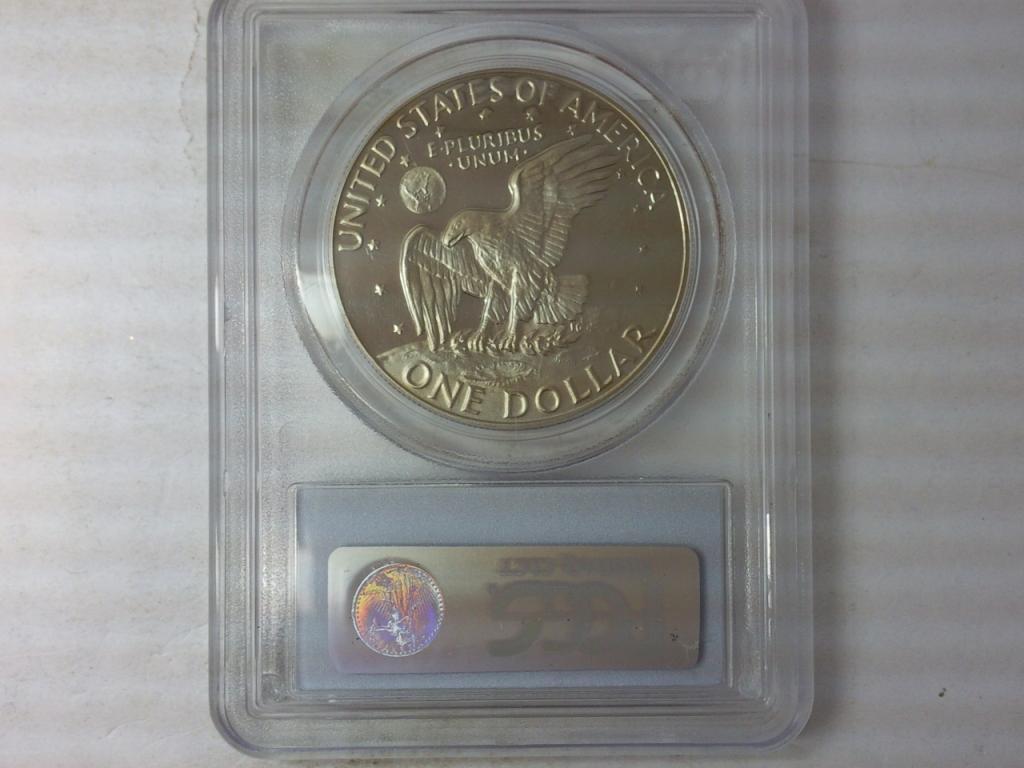 UNITED STATES OF AMERICA
E·PLURIBUS
·UNUM·
ONE DOLLAR